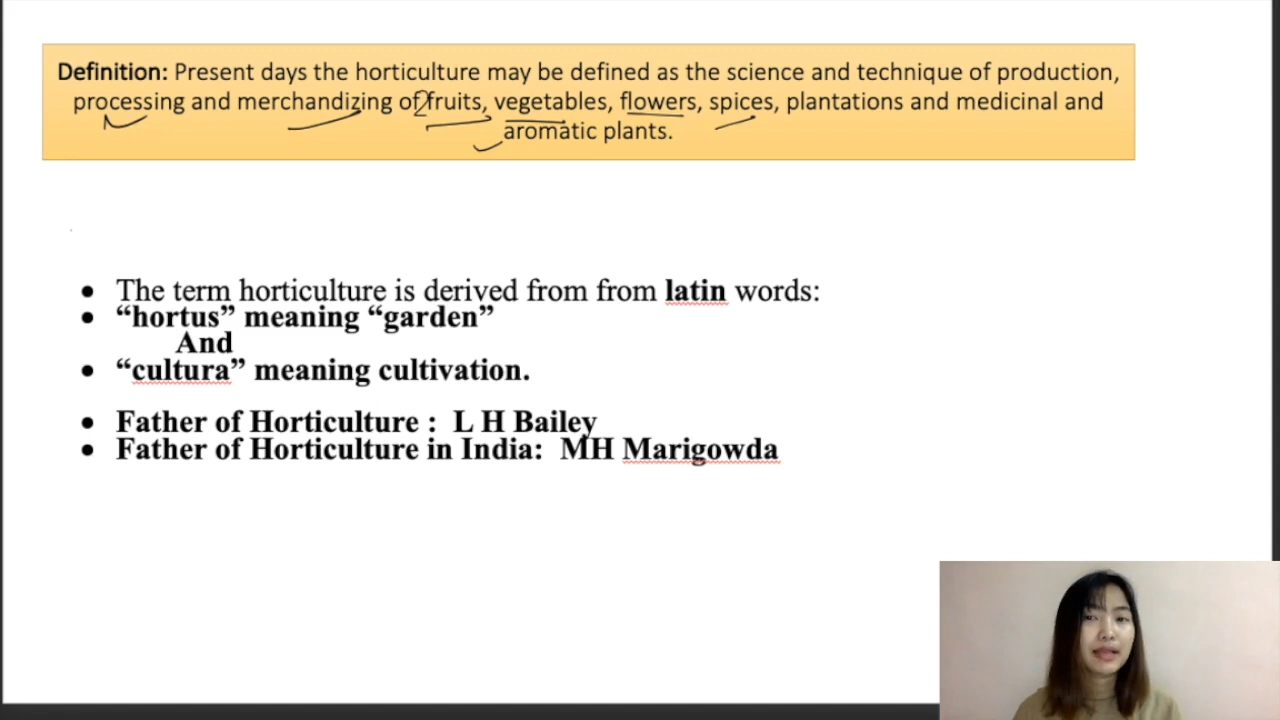 Definition: Present days the horticulture may be defined as the science and technique of production,
processing and merchandizing of fruits, vegetables, flowers, spices, plantations and medicinal and
aromatic plants.
• The term horticulture is derived from from latin words:
• “hortus” meaning “garden”
And
• “cultura” meaning cultivation.
• Father of Horticulture : L H Bailey
• Father of Horticulture in India: MH Marigowda